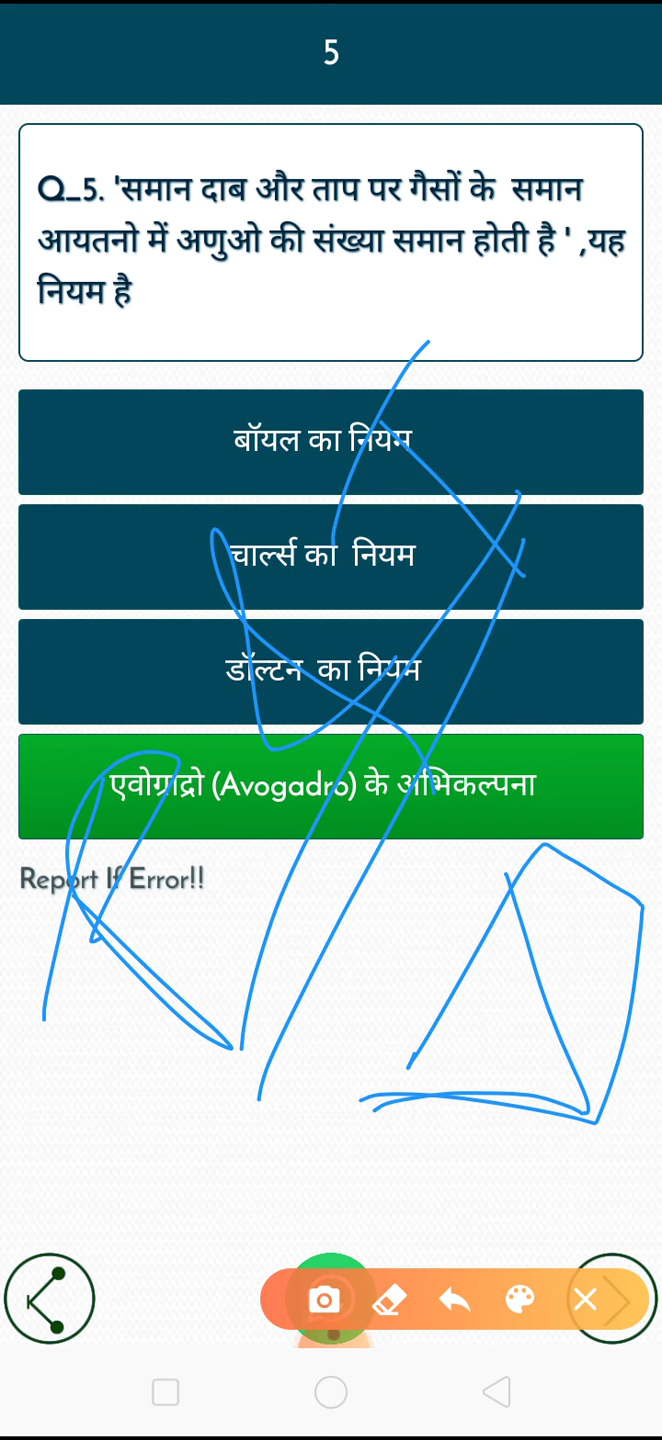 5
Q_5. 'समान दाब और ताप पर गैसों के समान
आयतनो में अणुओ की संख्या समान होती है ' ,यह
नियम है
बॉयल का नियम
चार्ल्स का नियम
डॉल्टन का नियम
एवोग्राद्रो (Avogadro) के अभिकल्पना
Report If Error!!